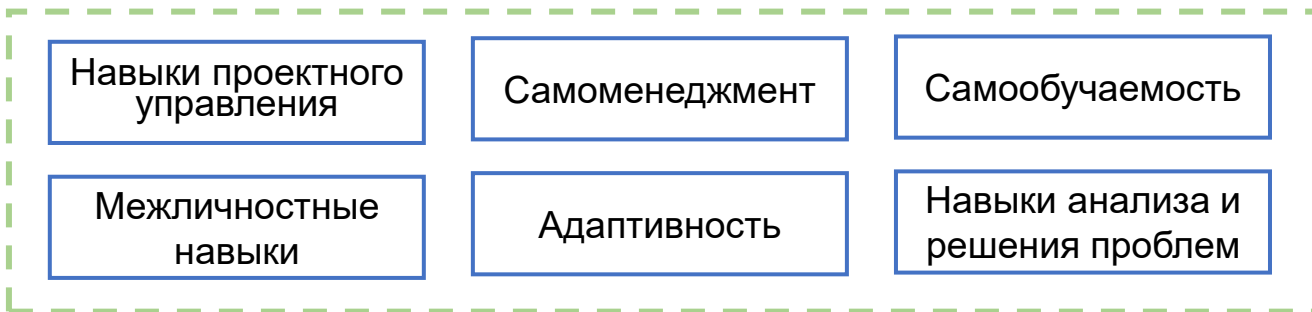 Навыки проектного
управления
Самоменеджмент
Самообучаемость
Межличностные
навыки
Адаптивность
Навыки анализа и
решения проблем